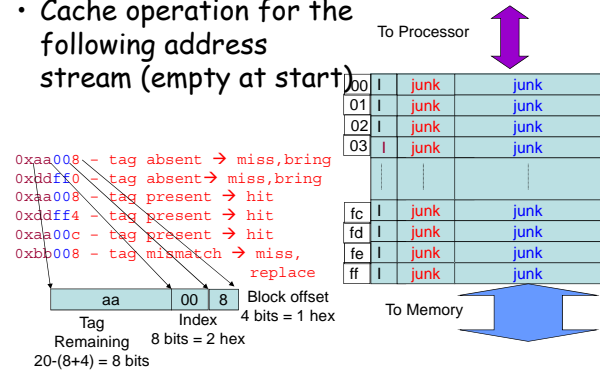 • Cache operation for the
following address
stream (empty at start)
0xaa008 – tag absent → miss,bring
0xddff0 – tag absent→ miss,bring
0xaa008 – tag present → hit
0xddff4 – tag present → hit
0xaa00c – tag present → hit
0xbb008 – tag mismatch → miss,
replace
aa 00 8
Block offset
4 bits = 1 hex
Index
8 bits = 2 hex
Tag
Remaining
20-(8+4) = 8 bits
To Processor
00 I junk junk
01 I junk junk
02 I junk junk
03 I junk junk
fc I junk junk
fd I junk junk
fe I junk junk
ff I junk junk
To Memory